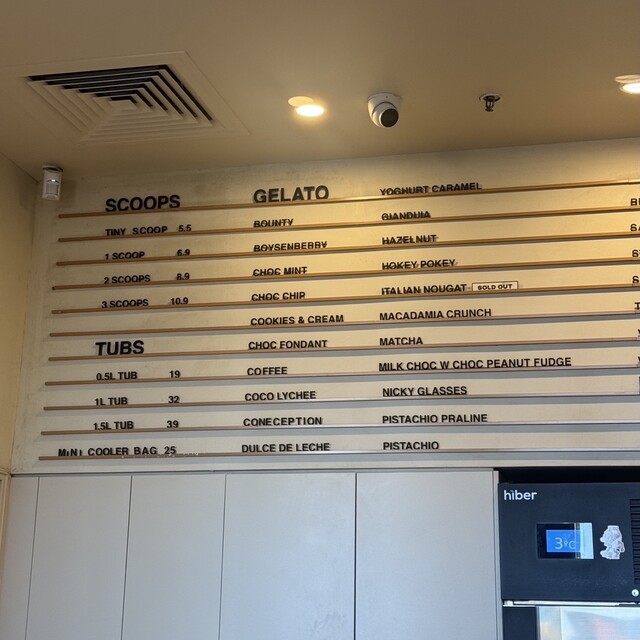 SCOOPS
TINY SCOOP 5.5
1 SCOOP 6.9
2 SCOOPS 8.9
3 SCOOPS 10.9
TUBS
0.5L TUB 19
1L TUB 32
1.5L TUB 39
MINI COOLER BAG 25
GELATO
BOUNTY
BOYSENBERRY
CHOC MINT
CHOC CHIP
COOKIES & CREAM
CHOC FONDANT
COFFEE
COCO LYCHEE
CONECEPTION
DULCE DE LECHE
YOGHURT CARAMEL
GIANDUIA
HAZELNUT
HOKEY POKEY
ITALIAN NOUGAT SOLD OUT
MACADAMIA CRUNCH
MATCHA
MILK CHOC W CHOC PEANUT FUDGE
NICKY GLASSES
PISTACHIO PRALINE
PISTACHIO
hiber
3°C